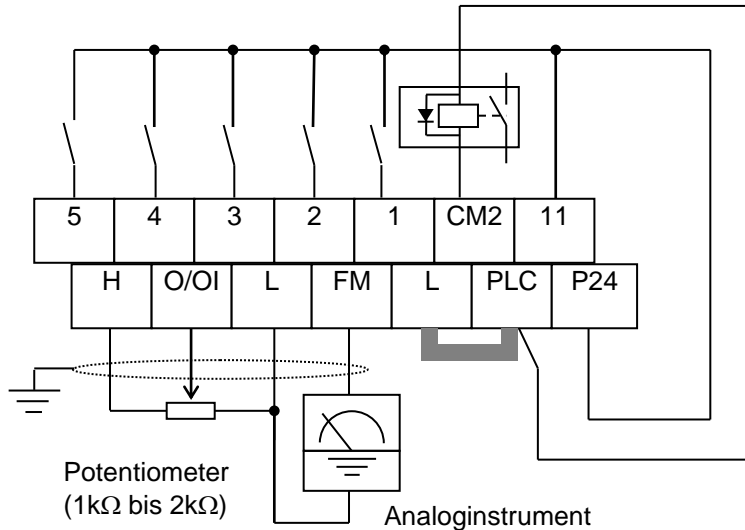 5 4 3 2 1 CM2 11
H O/OI L FM L PLC P24
Potentiometer
(1kΩ bis 2kΩ)
Analoginstrument